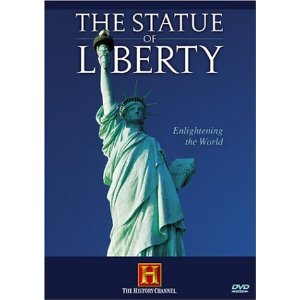 THE STATUE
OF
LIBERTY
Enlightening
the World
H
THE HISTORY CHANNEL
DVD